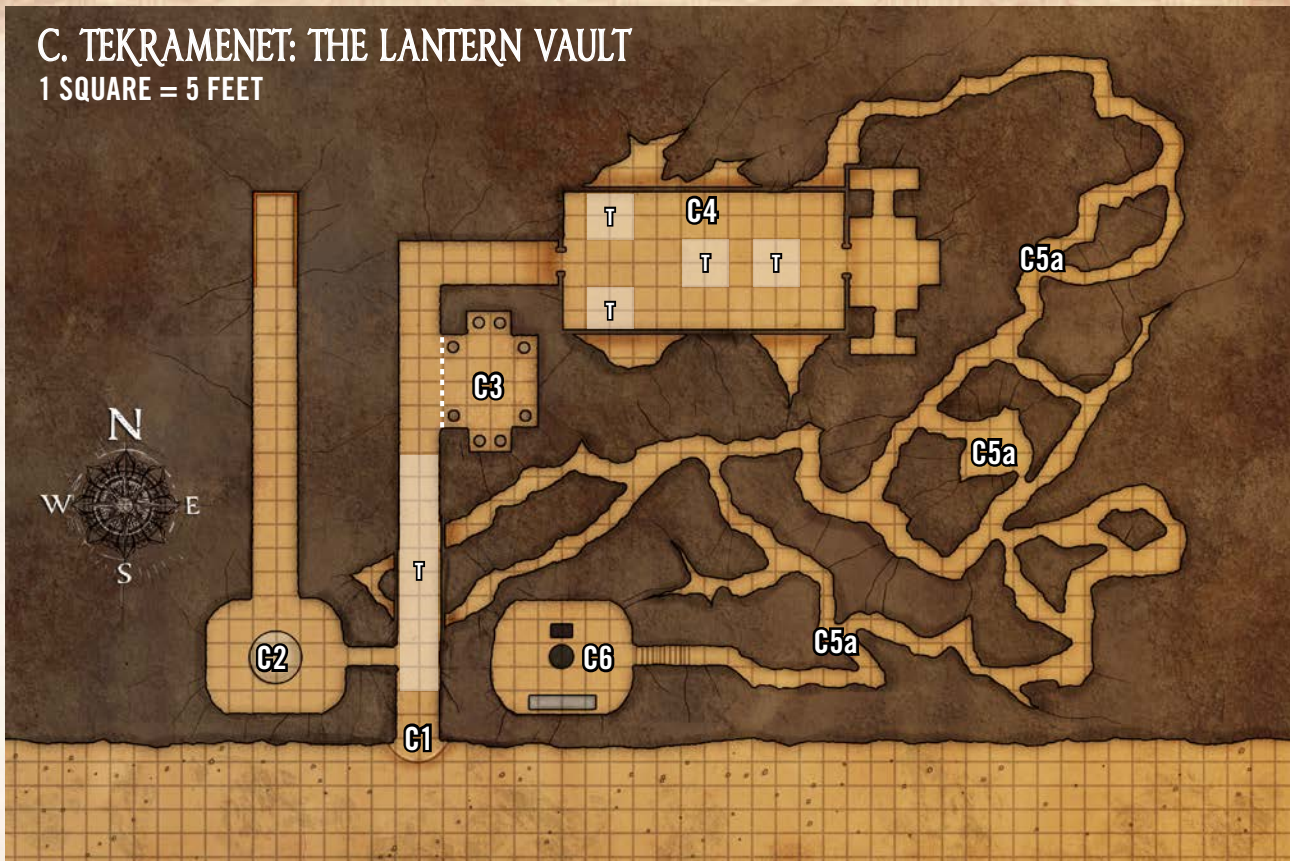 C. TEKRAMENET: THE LANTERN VAULT
1 SQUARE = 5 FEET
T
C4
T
T
T
C5a
C3
N
W
E
S
C5a
T
C2
C6
C5a
C1